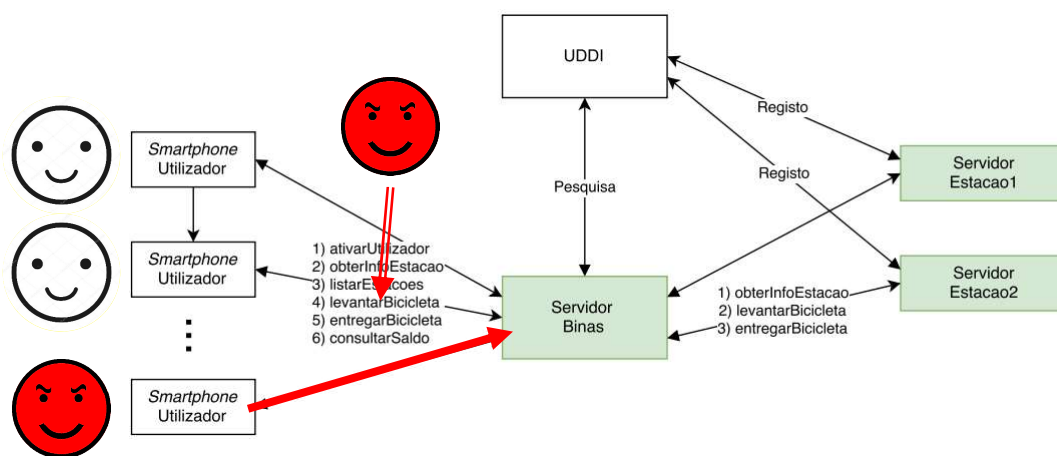 UDDI
Registo
Smartphone
Utilizador
Servidor
Estacao1
Pesquisa
Registo
Smartphone
Utilizador
1) ativarUtilizador
2) obterInfoEstacao
3) listarEstacoes
4) levantarBicicleta
5) entregarBicicleta
6) consultarSaldo
Servidor
Binas
1) obterInfoEstacao
2) levantarBicicleta
3) entregarBicicleta
Servidor
Estacao2
Smartphone
Utilizador